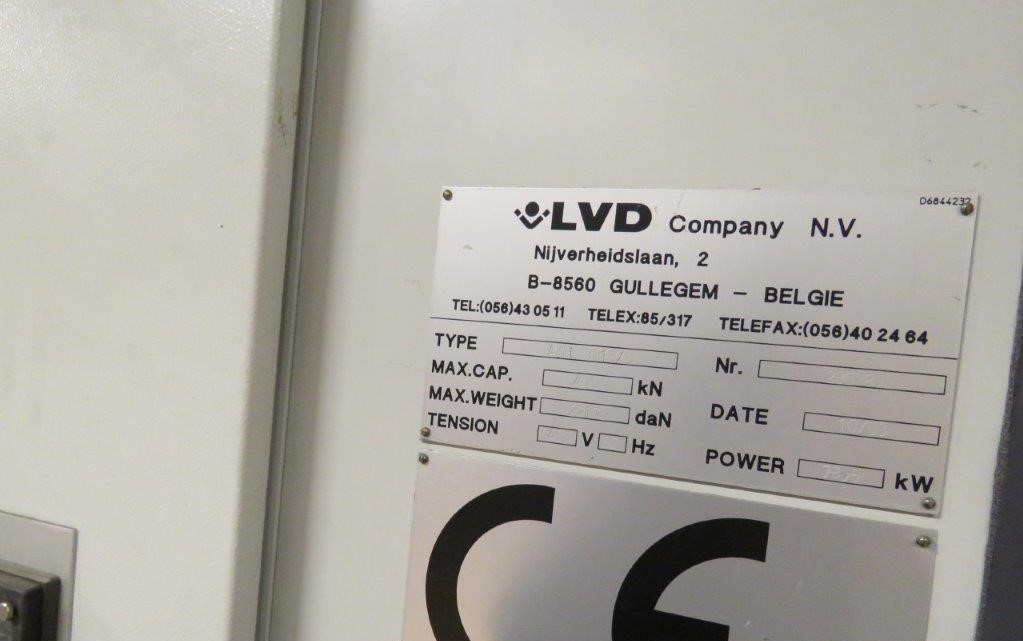 D6844232
LVD Company N.V.
Nijverheidslaan, 2
B-8560 GULLEGEM - BELGIE
TEL:(056)43 05 11 TELEX:85/317 TELEFAX:(056)40 24 64
TYPE
Nr.
MAX.CAP. kN
MAX.WEIGHT daN
DATE
TENSION V Hz
POWER kW
CE